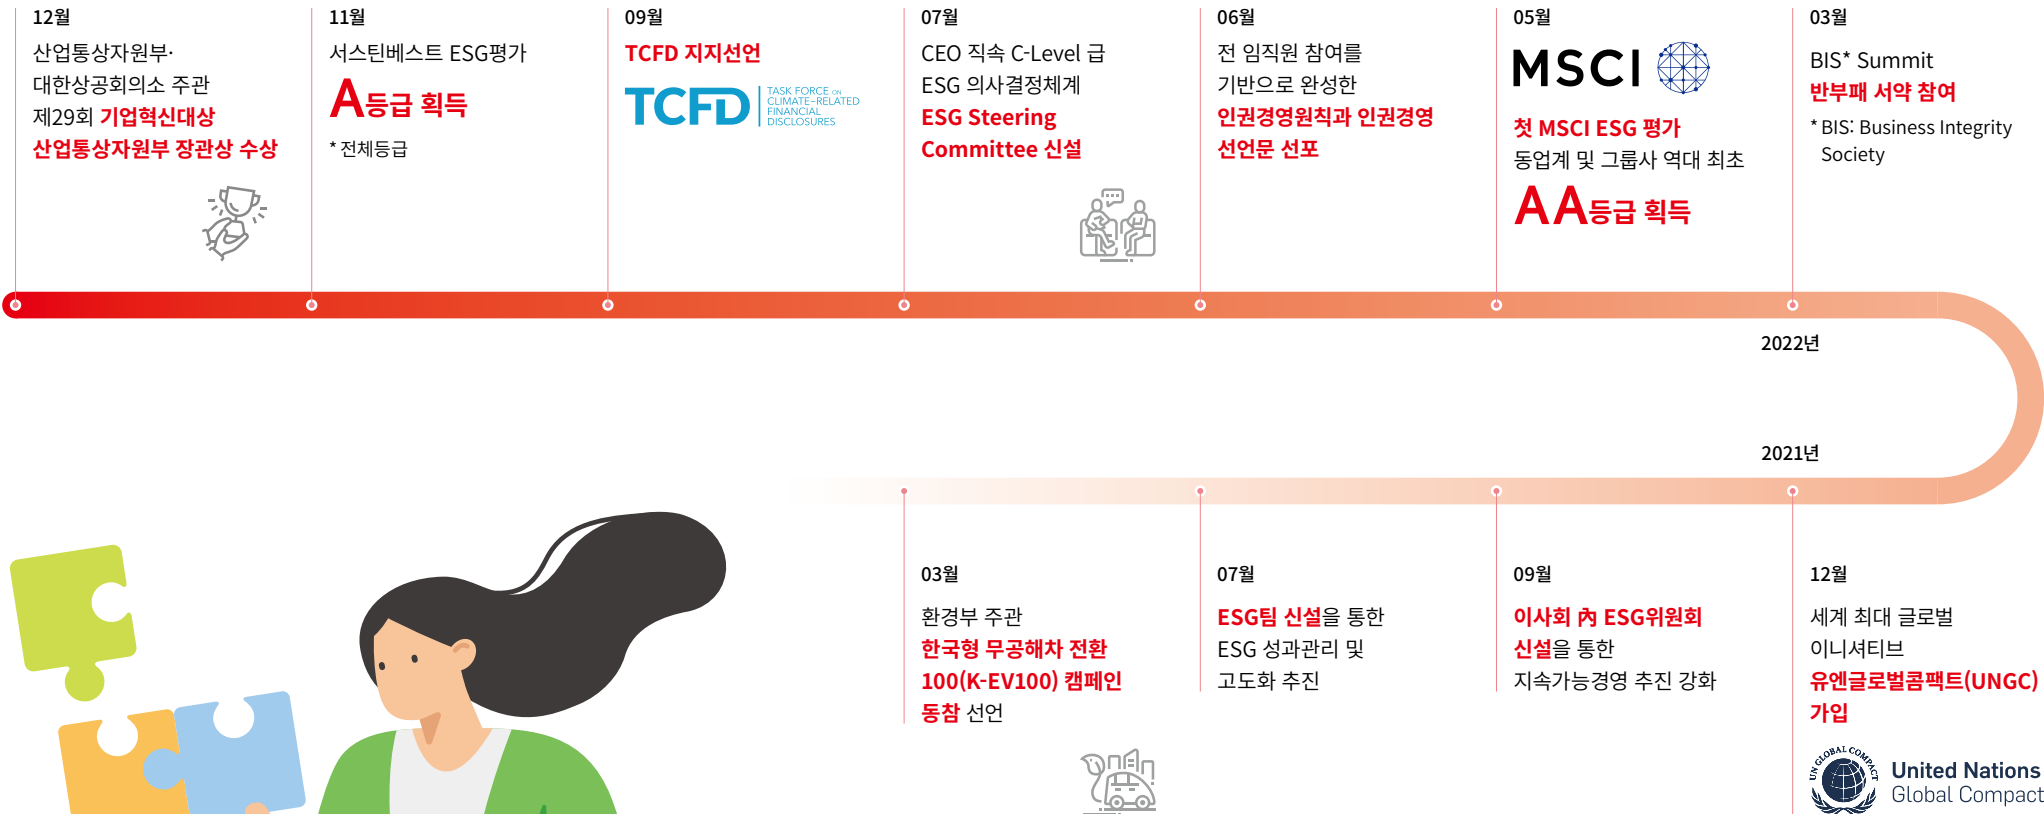 12월
산업통상자원부·
대한상공회의소 주관
제29회 기업혁신대상
산업통상자원부 장관상 수상
11월
서스틴베스트 ESG평가
A등급 획득
* 전체등급
09월
TCFD 지지선언
TCFD
TASK FORCE ON
CLIMATE-RELATED
FINANCIAL
DISCLOSURES
07월
CEO 직속 C-Level 급
ESG 의사결정체계
ESG Steering
Committee 신설
06월
전 임직원 참여를
기반으로 완성한
인권경영원칙과 인권경영
선언문 선포
05월
MSCI
첫 MSCI ESG 평가
동업계 및 그룹사 역대 최초
AA등급 획득
03월
BIS* Summit
반부패 서약 참여
* BIS: Business Integrity
Society
2022년
2021년
03월
환경부 주관
한국형 무공해차 전환
100(K-EV100) 캠페인
동참 선언
07월
ESG팀 신설을 통한
ESG 성과관리 및
고도화 추진
09월
이사회 內 ESG위원회
신설을 통한
지속가능경영 추진 강화
12월
세계 최대 글로벌
이니셔티브
유엔글로벌콤팩트(UNGC)
가입
UN GLOBAL COMPACT
United Nations
Global Compact